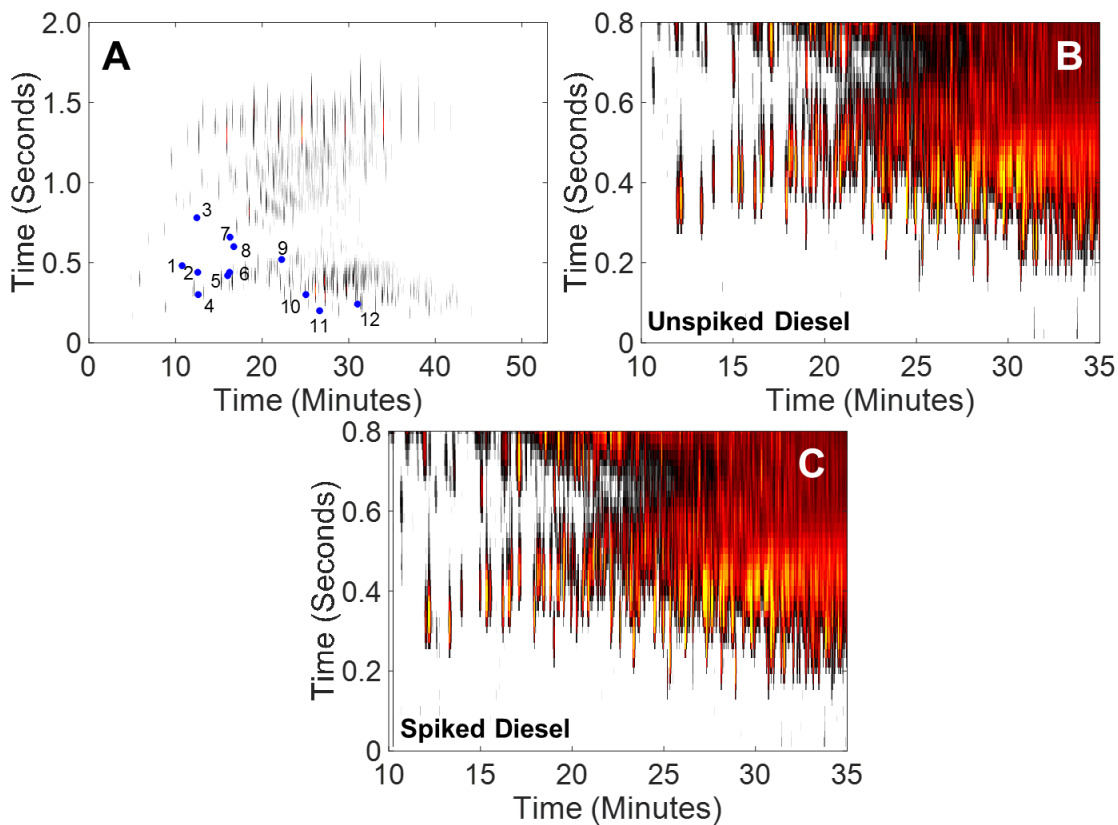 A
2.0
1.5
1.0
0.5
0
Time (Seconds)
1
2
3
4
5
6
7
8
9
10
11
12
0 10 20 30 40 50
Time (Minutes)
B
0.8
0.6
0.4
0.2
0
Time (Seconds)
Unspiked Diesel
10 15 20 25 30 35
Time (Minutes)
C
0.8
0.6
0.4
0.2
0
Time (Seconds)
Spiked Diesel
10 15 20 25 30 35
Time (Minutes)